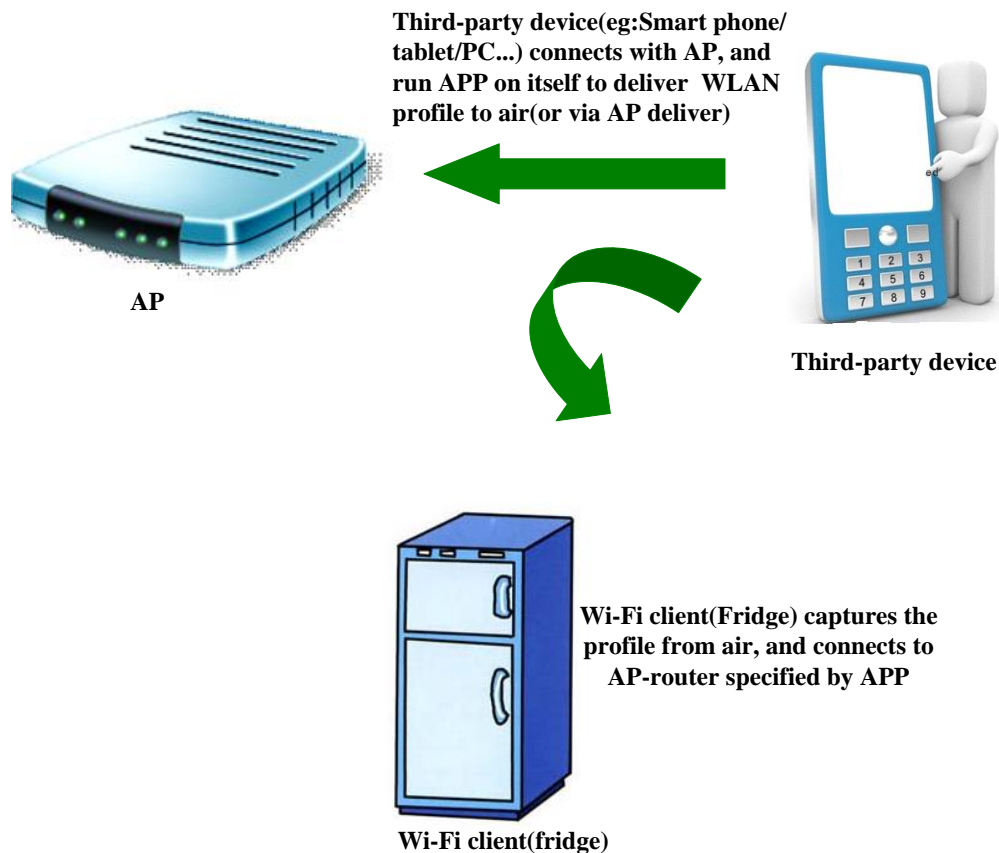 Third-party device(eg:Smart phone/
tablet/PC...) connects with AP, and
run APP on itself to deliver WLAN
profile to air(or via AP deliver)
AP
ed
1 2 3
4 5 6
7 8 9
Third-party device
Wi-Fi client(Fridge) captures the
profile from air, and connects to
AP-router specified by APP
Wi-Fi client(fridge)